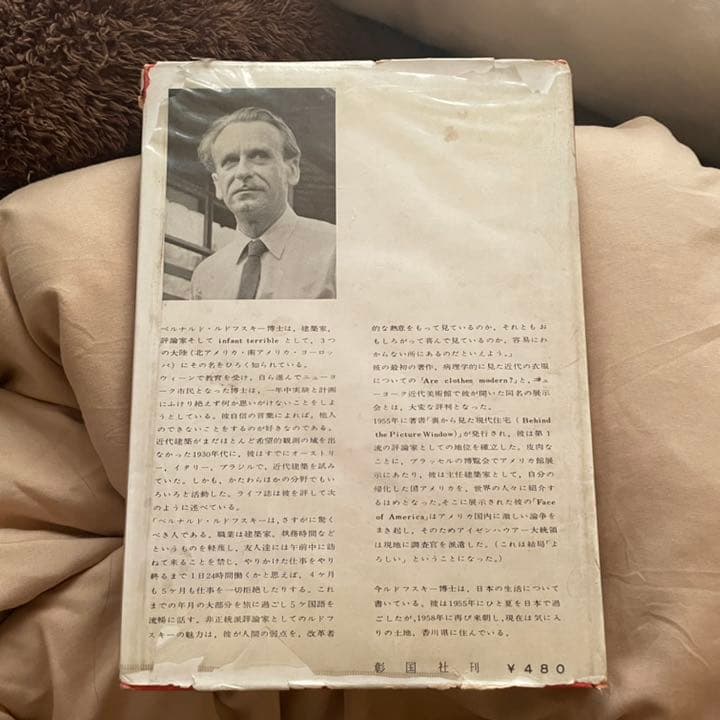 ベルナルド・ルドフスキー博士は、建築家、
評論家そして infant terrible として、3つ
の大陸（北アメリカ・南アメリカ・ヨーロッ
パ）にその名をひろく知られている。
ウィーンで教育を受け、自ら進んでニューヨ
ーク市民となった博士は、一年中実験と計画
にふけり絶えず何か思いがけないことをしよ
うとしている。彼自信の言葉によれば、他人
のできないことをするのが好きなのである。
近代建築がまだほとんど希望的観測の域を出
なかった1930年代に、彼はすでにオーストリ
ー、イタリー、ブラジルで、近代建築を試み
ていた。しかも、かたわらほかの分野でもい
ろいろと活動した。ライフ誌は彼を評して次
のように述べている。
「ベルナルド・ルドフスキーは、さすがに驚く
べき人である。職業は建築家、執務時間など
というものを軽蔑し、友人達には午前中に訪
ねて来ることを禁じ、やりかけた仕事をやり
終るまで1日24時間働くかと思えば、4ヶ月
も5ヶ月も仕事を一切拒絶したりする。これ
までの年月の大部分を旅に過ごし5ヶ国語を
流暢に話す。非正統派評論家としてのルドフ
スキーの魅力は、彼が人間の弱点を、改革者
的な熱意をもって見ているのか、それともお
もしろがって喜んで見ているのか、容易にわ
からない所にあるのだといえよう。」
彼の最初の著作、病理学的に見た近代の衣服
についての「Are clothes modern?」と、ニュ
ーヨーク近代美術館で彼が開いた同名の展示
会とは、大変な評判となった。
1955年に著書「裏から見た現代住宅（Behind
the Picture Window）」が発行され、彼は第1
流の評論家としての地位を確立した。皮肉な
ことに、ブラッセルの博覧会でアメリカ館展
示にあたり、彼は主任建築家として、自分の
帰化した国アメリカを、世界の人々に紹介す
るはめとなった。そこに展示された彼の「Face
of America」はアメリカ国内に激しい論争を
まき起し、そのためアイゼンハウアー大統領
は現地に調査官を派遣した。（これは結局「よ
ろしい」ということになった。）
今ルドフスキー博士は、日本の生活について
書いている。彼は1955年にひと夏を日本で過
ごしたが、1958年に再び来朝し、現在は気に入
りの土地、香川県に住んでいる。
彰国社刊 ￥480